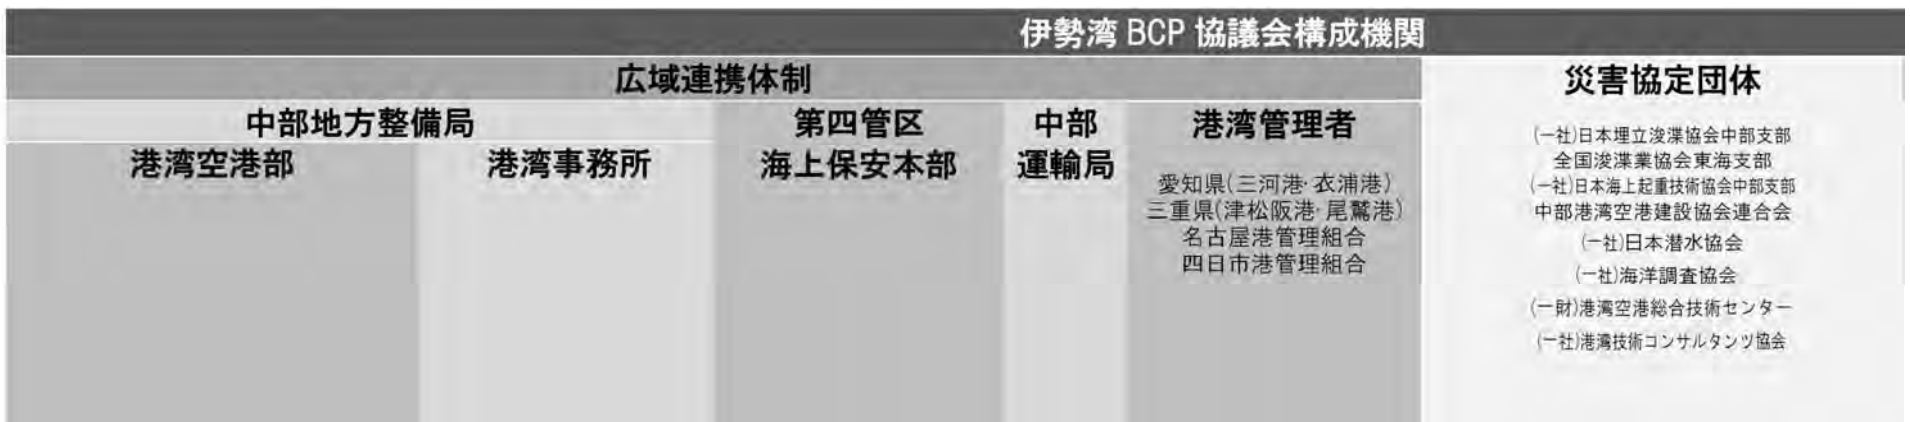 伊勢湾 BCP 協議会構成機関
広域連携体制
災害協定団体
中部地方整備局
港湾空港部
港湾事務所
第四管区
海上保安本部
中部
運輸局
港湾管理者
愛知県(三河港・衣浦港)
三重県(津松阪港・尾鷲港)
名古屋港管理組合
四日市港管理組合
(一社)日本埋立浚渫協会中部支部
全国浚渫業協会東海支部
(一社)日本海上起重技術協会中部支部
中部港湾空港建設協会連合会
(一社)日本潜水協会
(一社)海洋調査協会
(一財)港湾空港総合技術センター
(一社)港湾技術コンサルタンツ協会